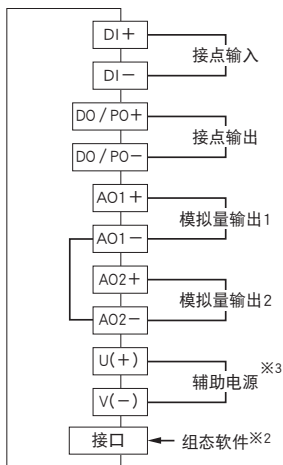 DI+
接点输入
DI−
DO / PO+
接点输出
DO / PO−
AO1+
模拟量输出1
AO1−
AO2+
模拟量输出2
AO2−
U(+)
辅助电源※3
V(−)
接口
组态软件※2